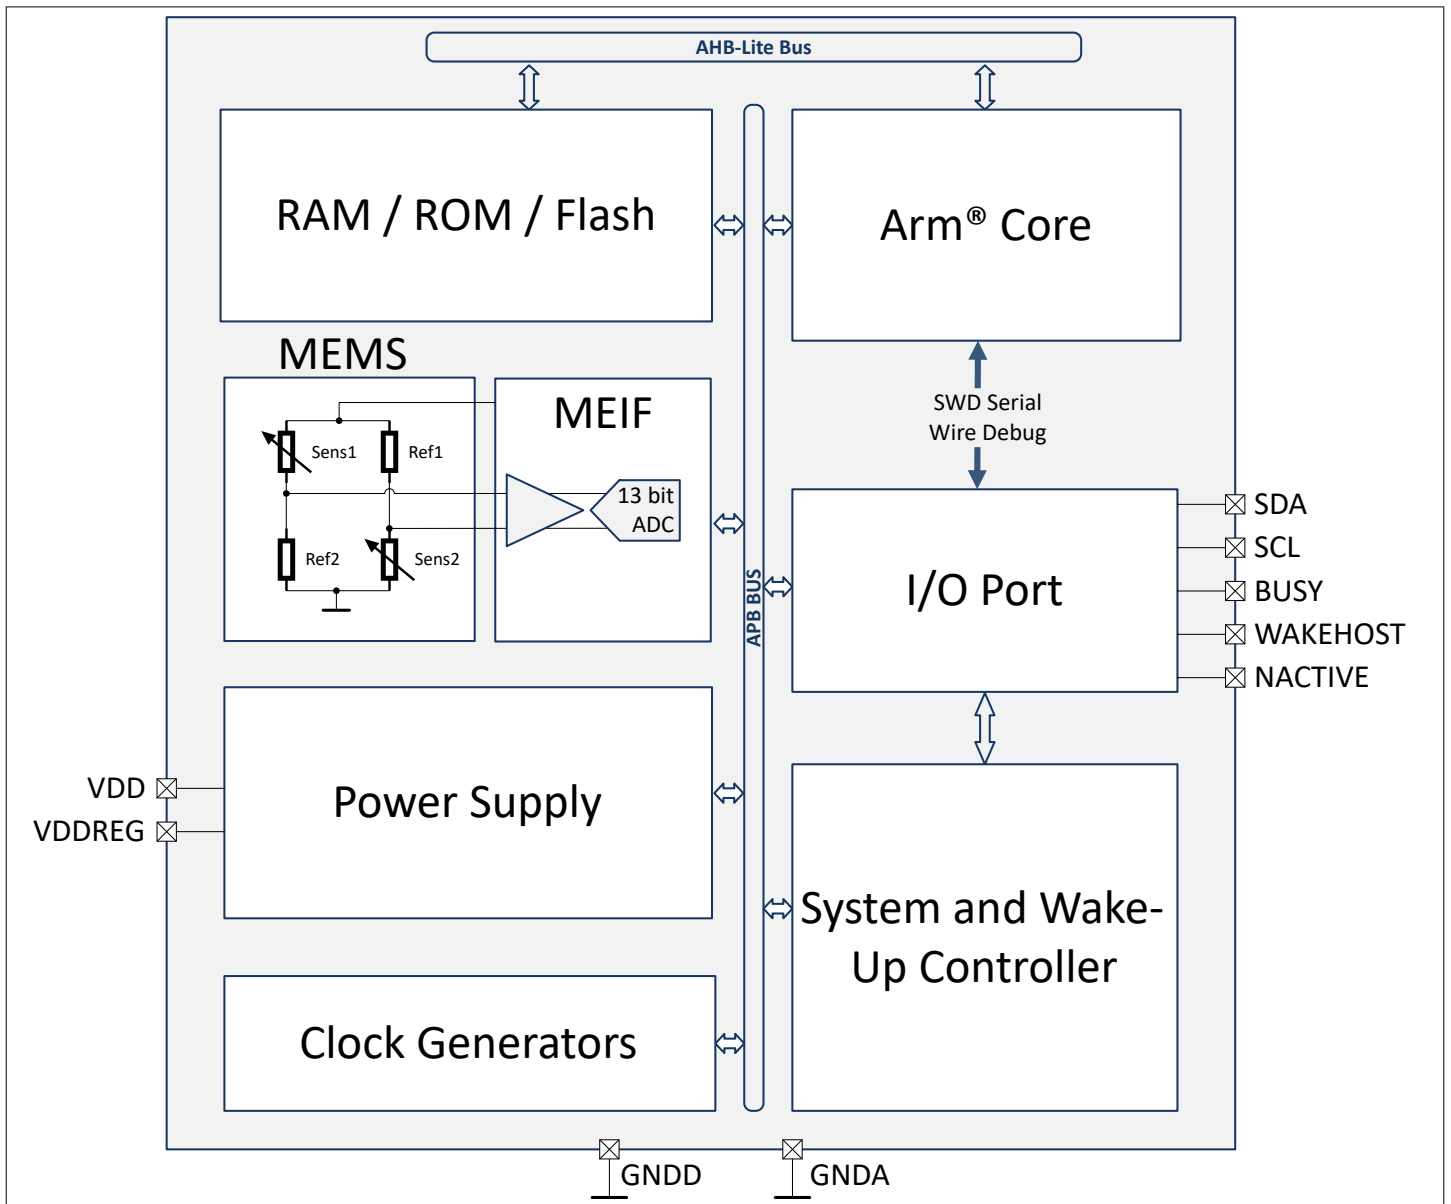 AHB-Lite Bus
RAM / ROM / Flash
Arm® Core
MEMS
MEIF
SWD Serial
Wire Debug
Sens1
Ref1
13 bit
ADC
Ref2
Sens2
APB BUS
I/O Port
SDA
SCL
BUSY
WAKEHOST
NACTIVE
VDD
VDDREG
Power Supply
System and Wake-
Up Controller
Clock Generators
GNDD
GNDA